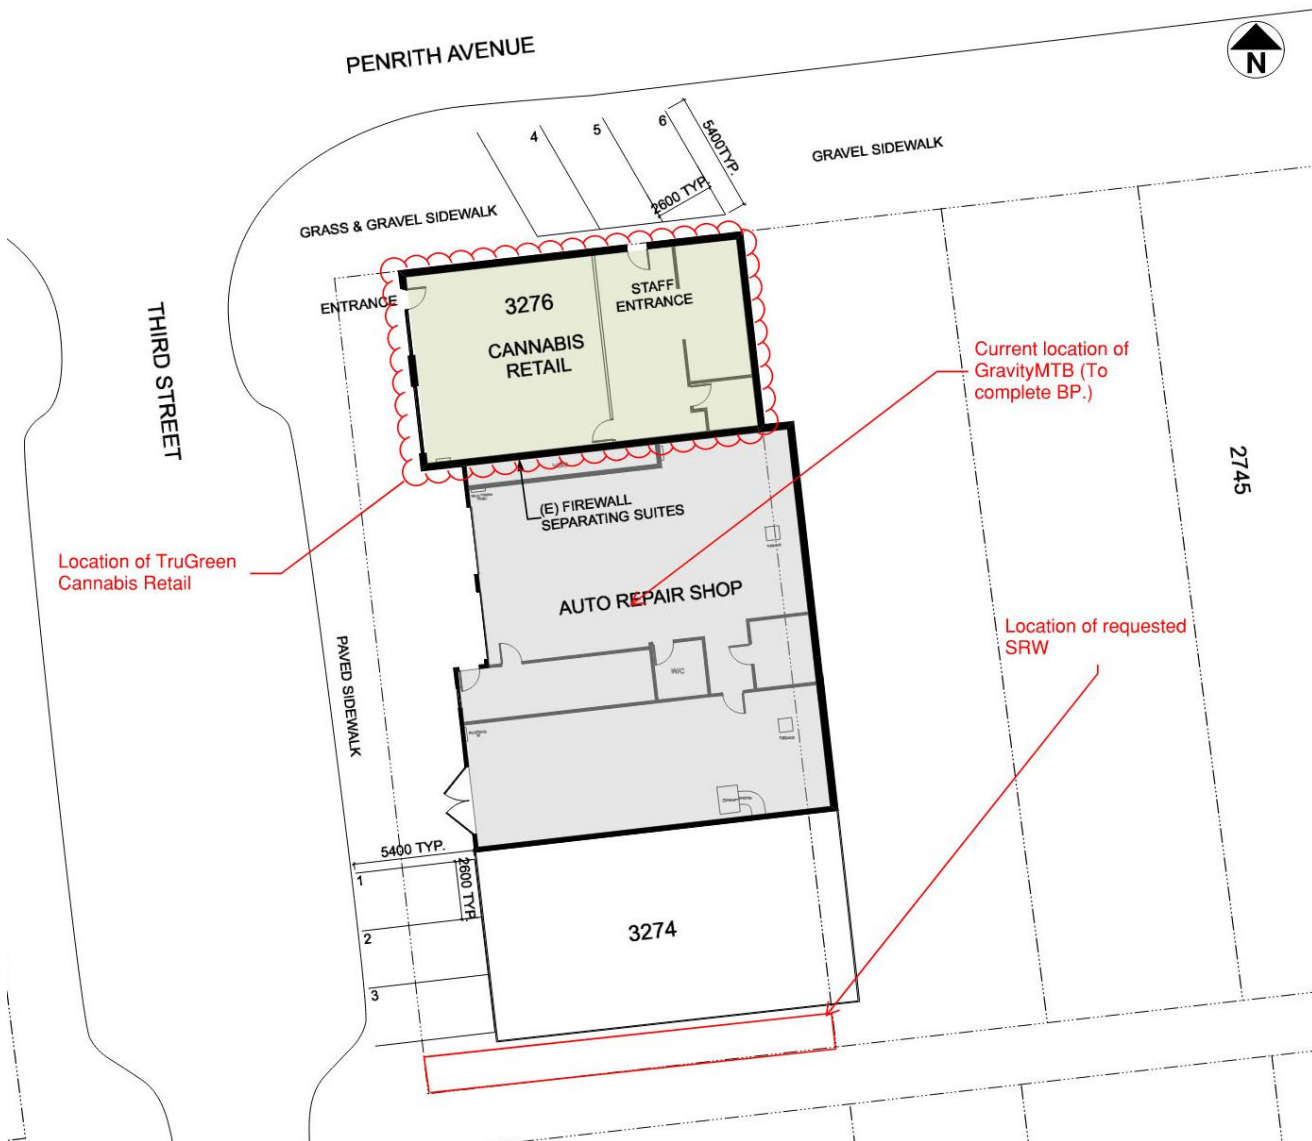 PENRITH AVENUE
N
4
5
6
5400TYP.
2600 TYP.
GRAVEL SIDEWALK
GRASS & GRAVEL SIDEWALK
ENTRANCE
3276
CANNABIS
RETAIL
STAFF
ENTRANCE
THIRD STREET
Current location of
GravityMTB (To
complete BP.)
2745
(E) FIREWALL
SEPARATING SUITES
Location of TruGreen
Cannabis Retail
AUTO REPAIR SHOP
Location of requested
SRW
W/C
PAVED SIDEWALK
5400 TYP.
2600 TYP.
1
2
3
3274